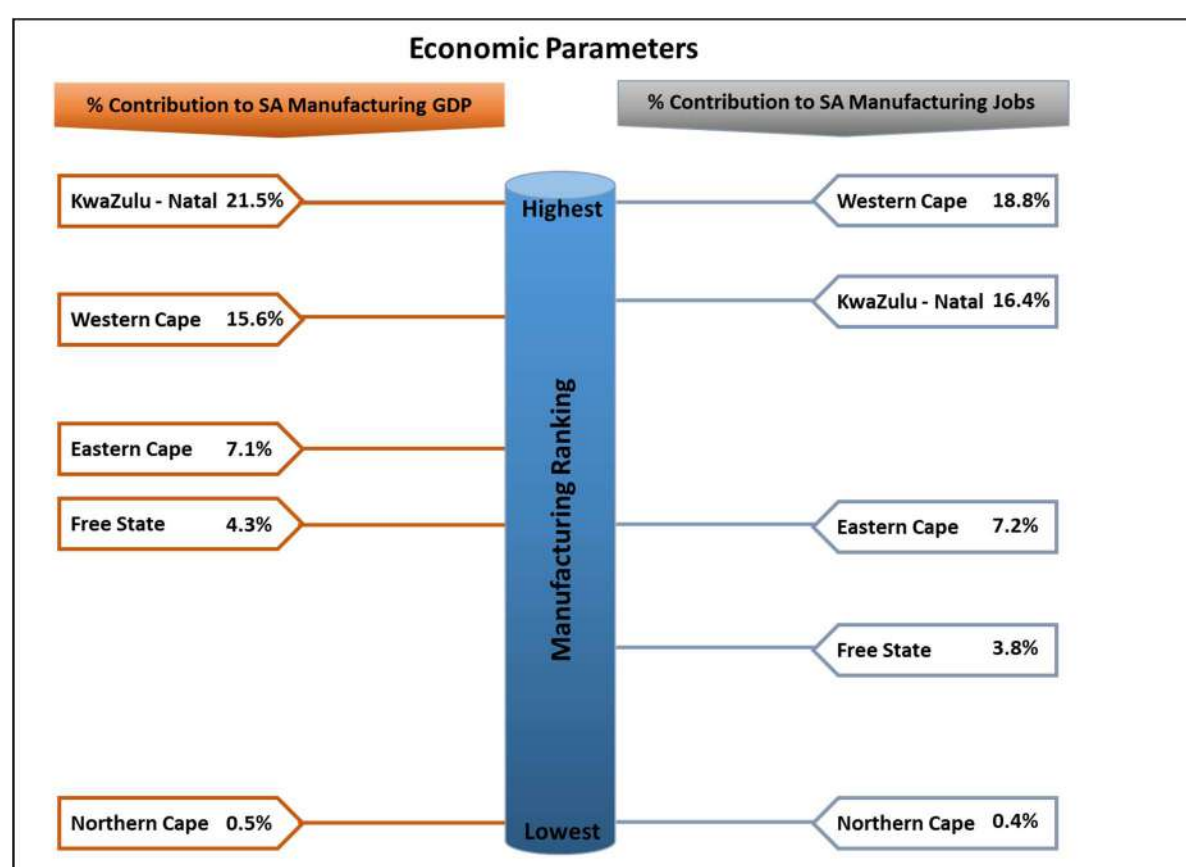 Economic Parameters
% Contribution to SA Manufacturing GDP
% Contribution to SA Manufacturing Jobs
KwaZulu - Natal 21.5%
Western Cape 15.6%
Eastern Cape 7.1%
Free State 4.3%
Northern Cape 0.5%
Highest
Manufacturing Ranking
Lowest
Western Cape 18.8%
KwaZulu - Natal 16.4%
Eastern Cape 7.2%
Free State 3.8%
Northern Cape 0.4%